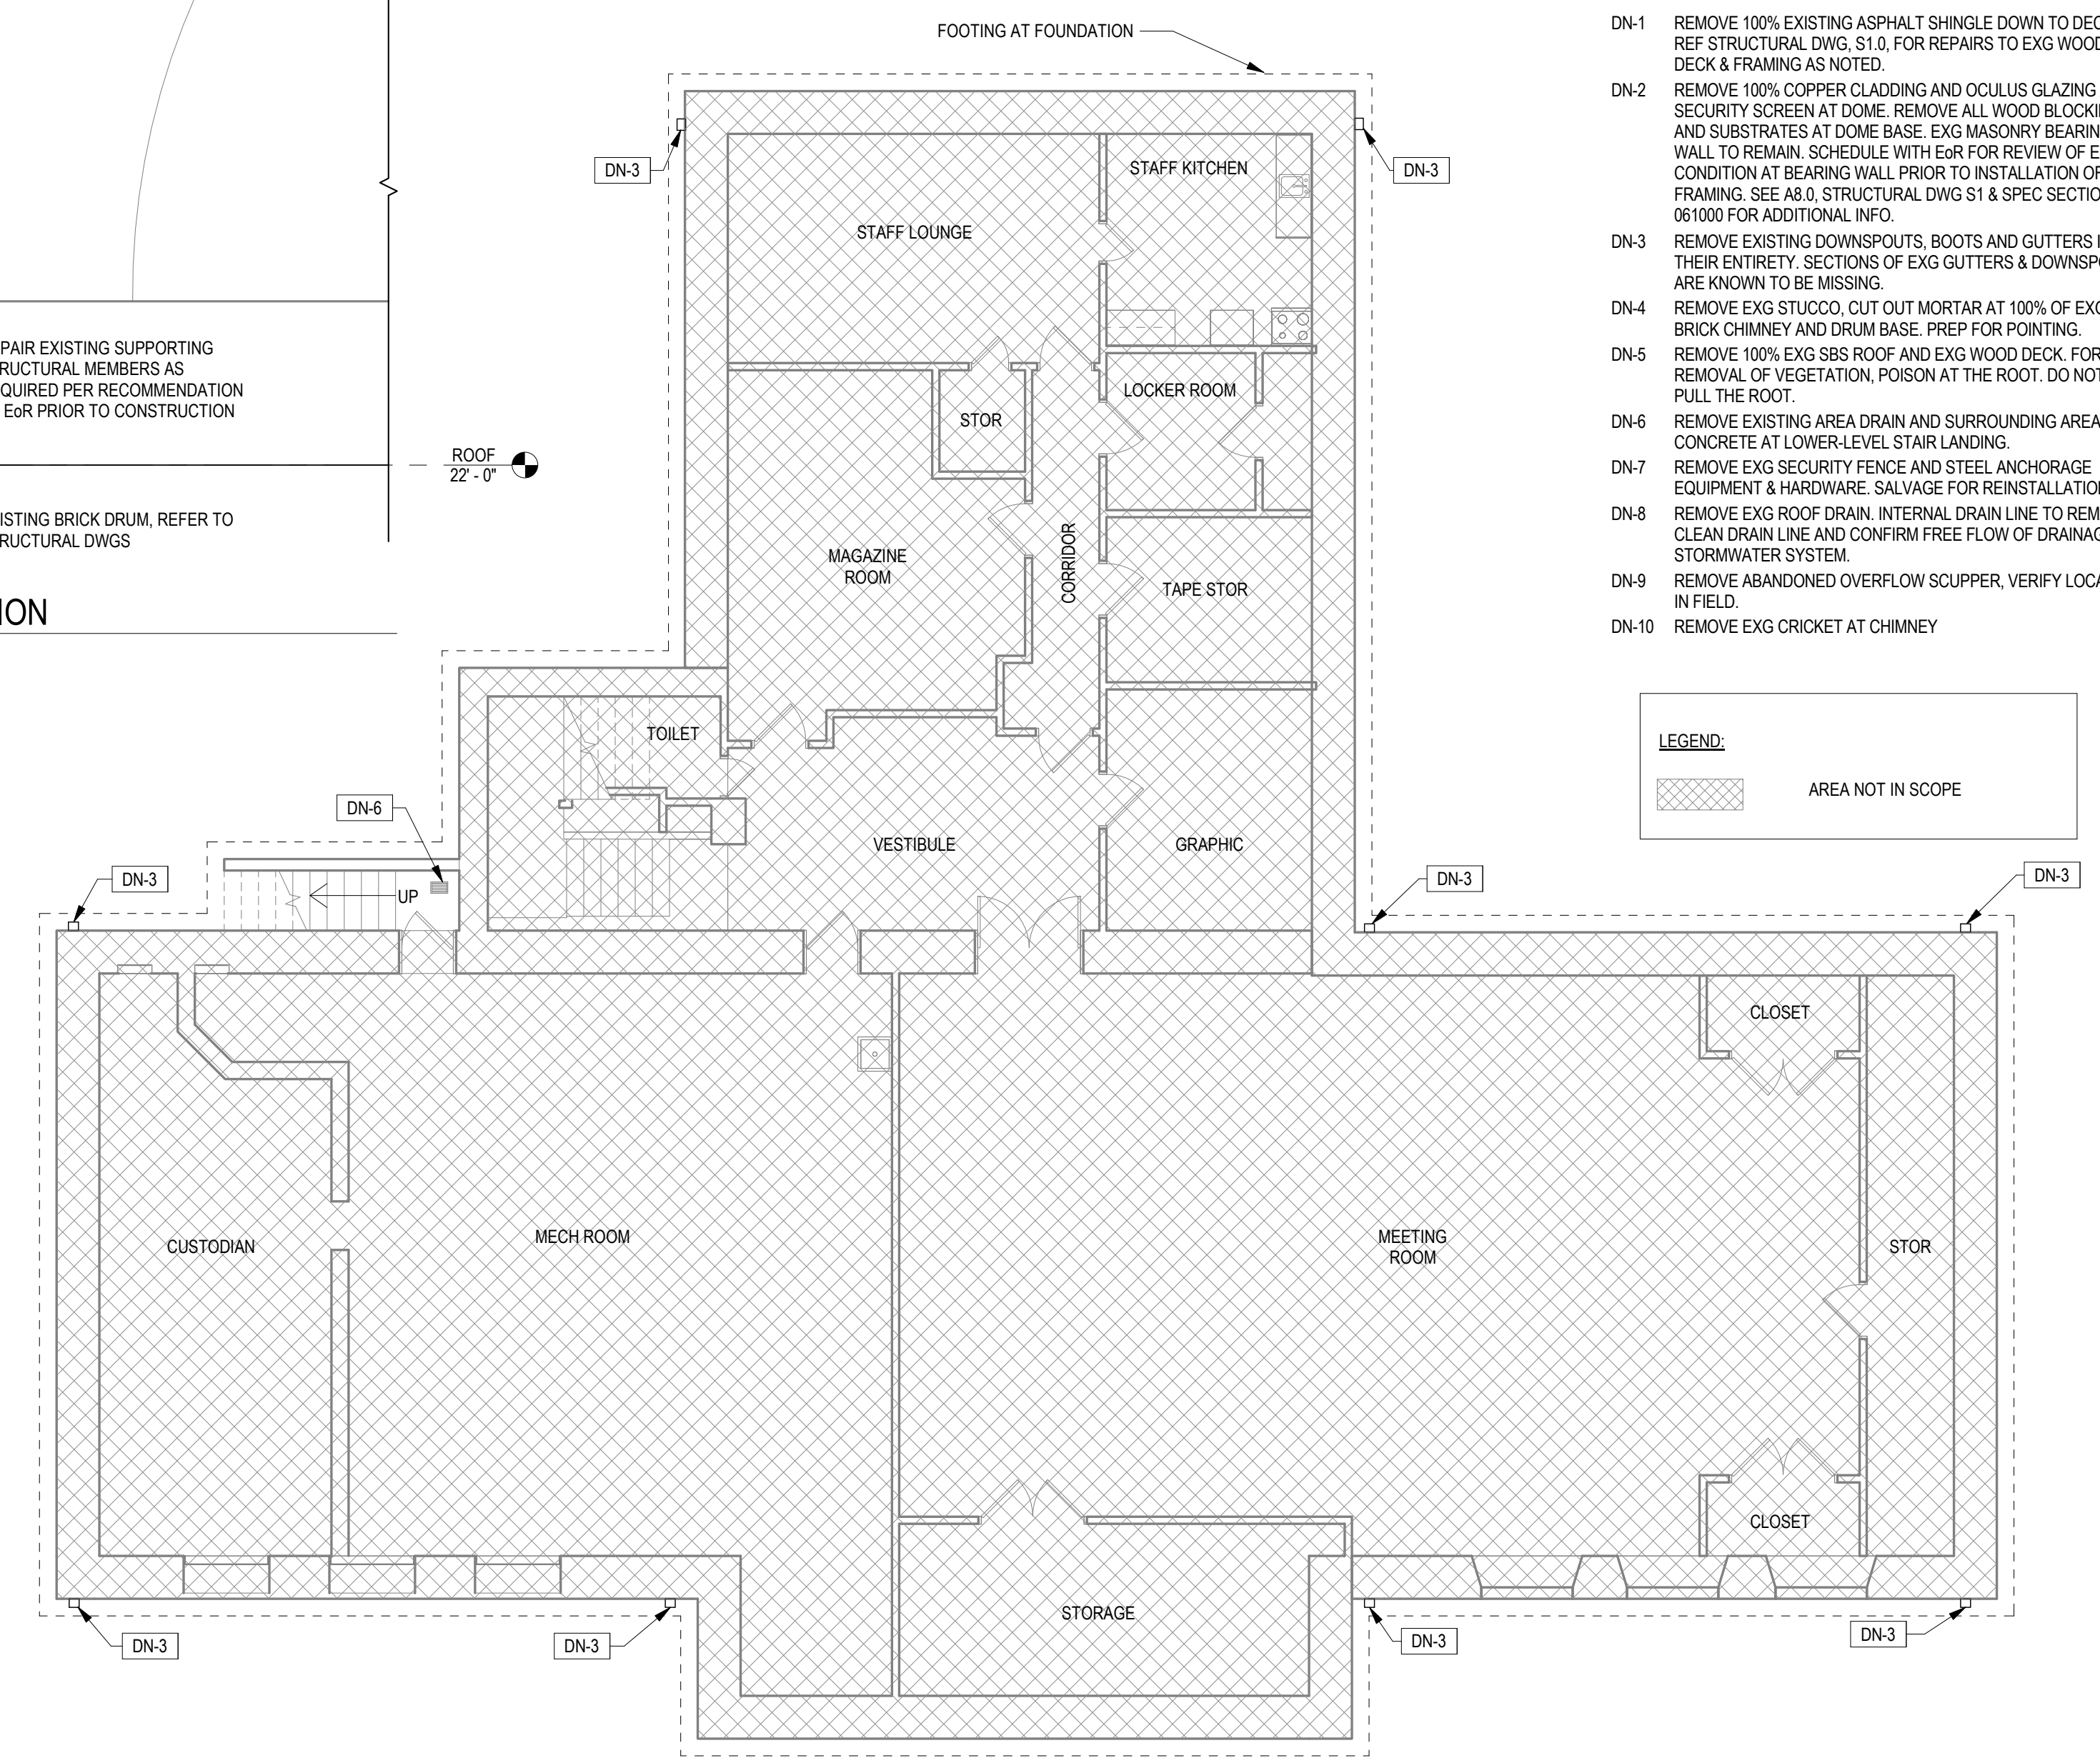 FOOTING AT FOUNDATION
PAIR EXISTING SUPPORTING
RUCTURAL MEMBERS AS
QUIRED PER RECOMMENDATION
EoR PRIOR TO CONSTRUCTION
ROOF
22' - 0"
ISTING BRICK DRUM, REFER TO
RUCTURAL DWGS
ION
DN-3
DN-3
STAFF KITCHEN
STAFF LOUNGE
LOCKER ROOM
STOR
CORRIDOR
MAGAZINE
ROOM
TAPE STOR
TOILET
DN-6
VESTIBULE
GRAPHIC
DN-3
UP
DN-3
DN-3
CLOSET
CUSTODIAN
MECH ROOM
MEETING
ROOM
STOR
CLOSET
STORAGE
DN-3
DN-3
DN-3
DN-3
DN-1 REMOVE 100% EXISTING ASPHALT SHINGLE DOWN TO DEC
REF STRUCTURAL DWG, S1.0, FOR REPAIRS TO EXG WOOD
DECK & FRAMING AS NOTED.
DN-2 REMOVE 100% COPPER CLADDING AND OCULUS GLAZING
SECURITY SCREEN AT DOME. REMOVE ALL WOOD BLOCKI
AND SUBSTRATES AT DOME BASE. EXG MASONRY BEARIN
WALL TO REMAIN. SCHEDULE WITH EoR FOR REVIEW OF E
CONDITION AT BEARING WALL PRIOR TO INSTALLATION OF
FRAMING. SEE A8.0, STRUCTURAL DWG S1 & SPEC SECTIO
061000 FOR ADDITIONAL INFO.
DN-3 REMOVE EXISTING DOWNSPOUTS, BOOTS AND GUTTERS I
THEIR ENTIRETY. SECTIONS OF EXG GUTTERS & DOWNSP
ARE KNOWN TO BE MISSING.
DN-4 REMOVE EXG STUCCO, CUT OUT MORTAR AT 100% OF EXG
BRICK CHIMNEY AND DRUM BASE. PREP FOR POINTING.
DN-5 REMOVE 100% EXG SBS ROOF AND EXG WOOD DECK. FOR
REMOVAL OF VEGETATION, POISON AT THE ROOT. DO NOT
PULL THE ROOT.
DN-6 REMOVE EXISTING AREA DRAIN AND SURROUNDING AREA
CONCRETE AT LOWER-LEVEL STAIR LANDING.
DN-7 REMOVE EXG SECURITY FENCE AND STEEL ANCHORAGE
EQUIPMENT & HARDWARE. SALVAGE FOR REINSTALLATION
DN-8 REMOVE EXG ROOF DRAIN. INTERNAL DRAIN LINE TO REM
CLEAN DRAIN LINE AND CONFIRM FREE FLOW OF DRAINAG
STORMWATER SYSTEM.
DN-9 REMOVE ABANDONED OVERFLOW SCUPPER, VERIFY LOCA
IN FIELD.
DN-10 REMOVE EXG CRICKET AT CHIMNEY
LEGEND:
AREA NOT IN SCOPE